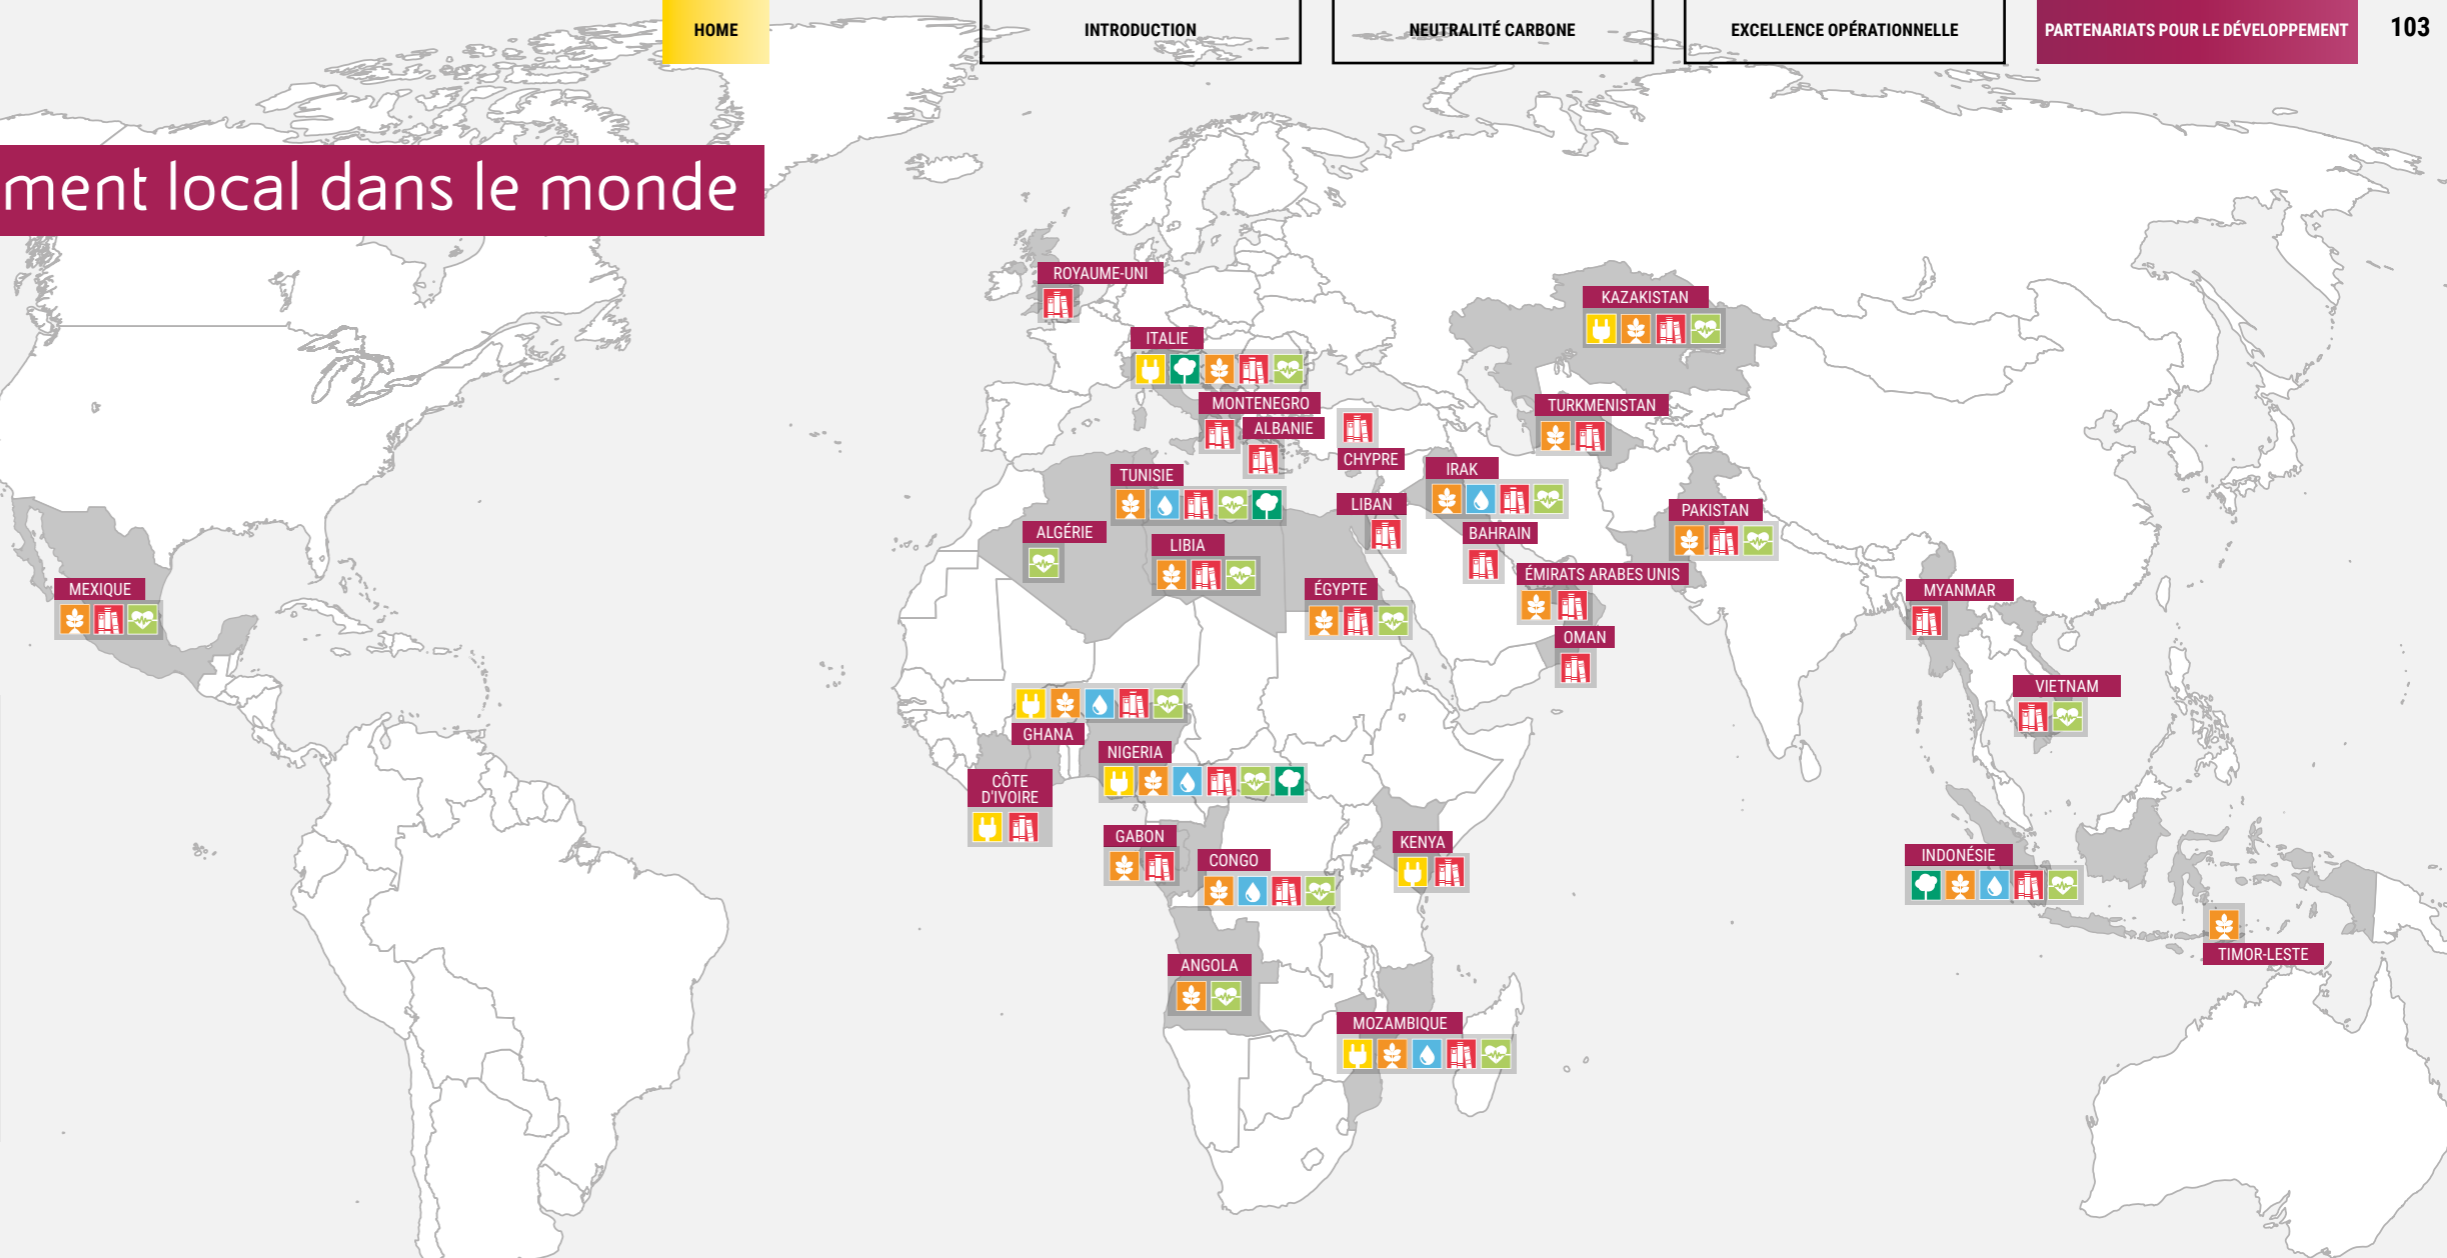 HOME
INTRODUCTION
NEUTRALITÉ CARBONE
EXCELLENCE OPÉRATIONNELLE
PARTENARIATS POUR LE DÉVELOPPEMENT
103
ment local dans le monde
ROYAUME-UNI
KAZAKISTAN
ITALIE
MONTENEGRO
ALBANIE
CHYPRE
TURKMENISTAN
TUNISIE
IRAK
LIBAN
PAKISTAN
ALGÉRIE
LIBIA
BAHRAIN
ÉMIRATS ARABES UNIS
MEXIQUE
ÉGYPTE
MYANMAR
OMAN
VIETNAM
GHANA
NIGERIA
CÔTE
D'IVOIRE
GABON
CONGO
KENYA
INDONÉSIE
TIMOR-LESTE
ANGOLA
MOZAMBIQUE